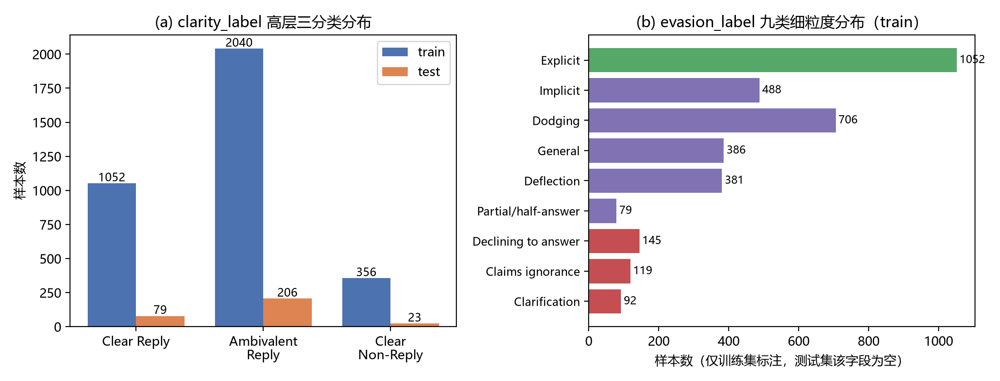 (a) clarity_label 高层三分类分布
样本数
2000
1750
1500
1250
1000
750
500
250
0
2040
1052
356
79
206
23
train
test
Clear Reply
Ambivalent
Reply
Clear
Non-Reply
(b) evasion_label 九类细粒度分布（train）
Explicit 1052
Implicit 488
Dodging 706
General 386
Deflection 381
Partial/half-answer 79
Declining to answer 145
Claims ignorance 119
Clarification 92
0 200 400 600 800 1000
样本数（仅训练集标注，测试集该字段为空）